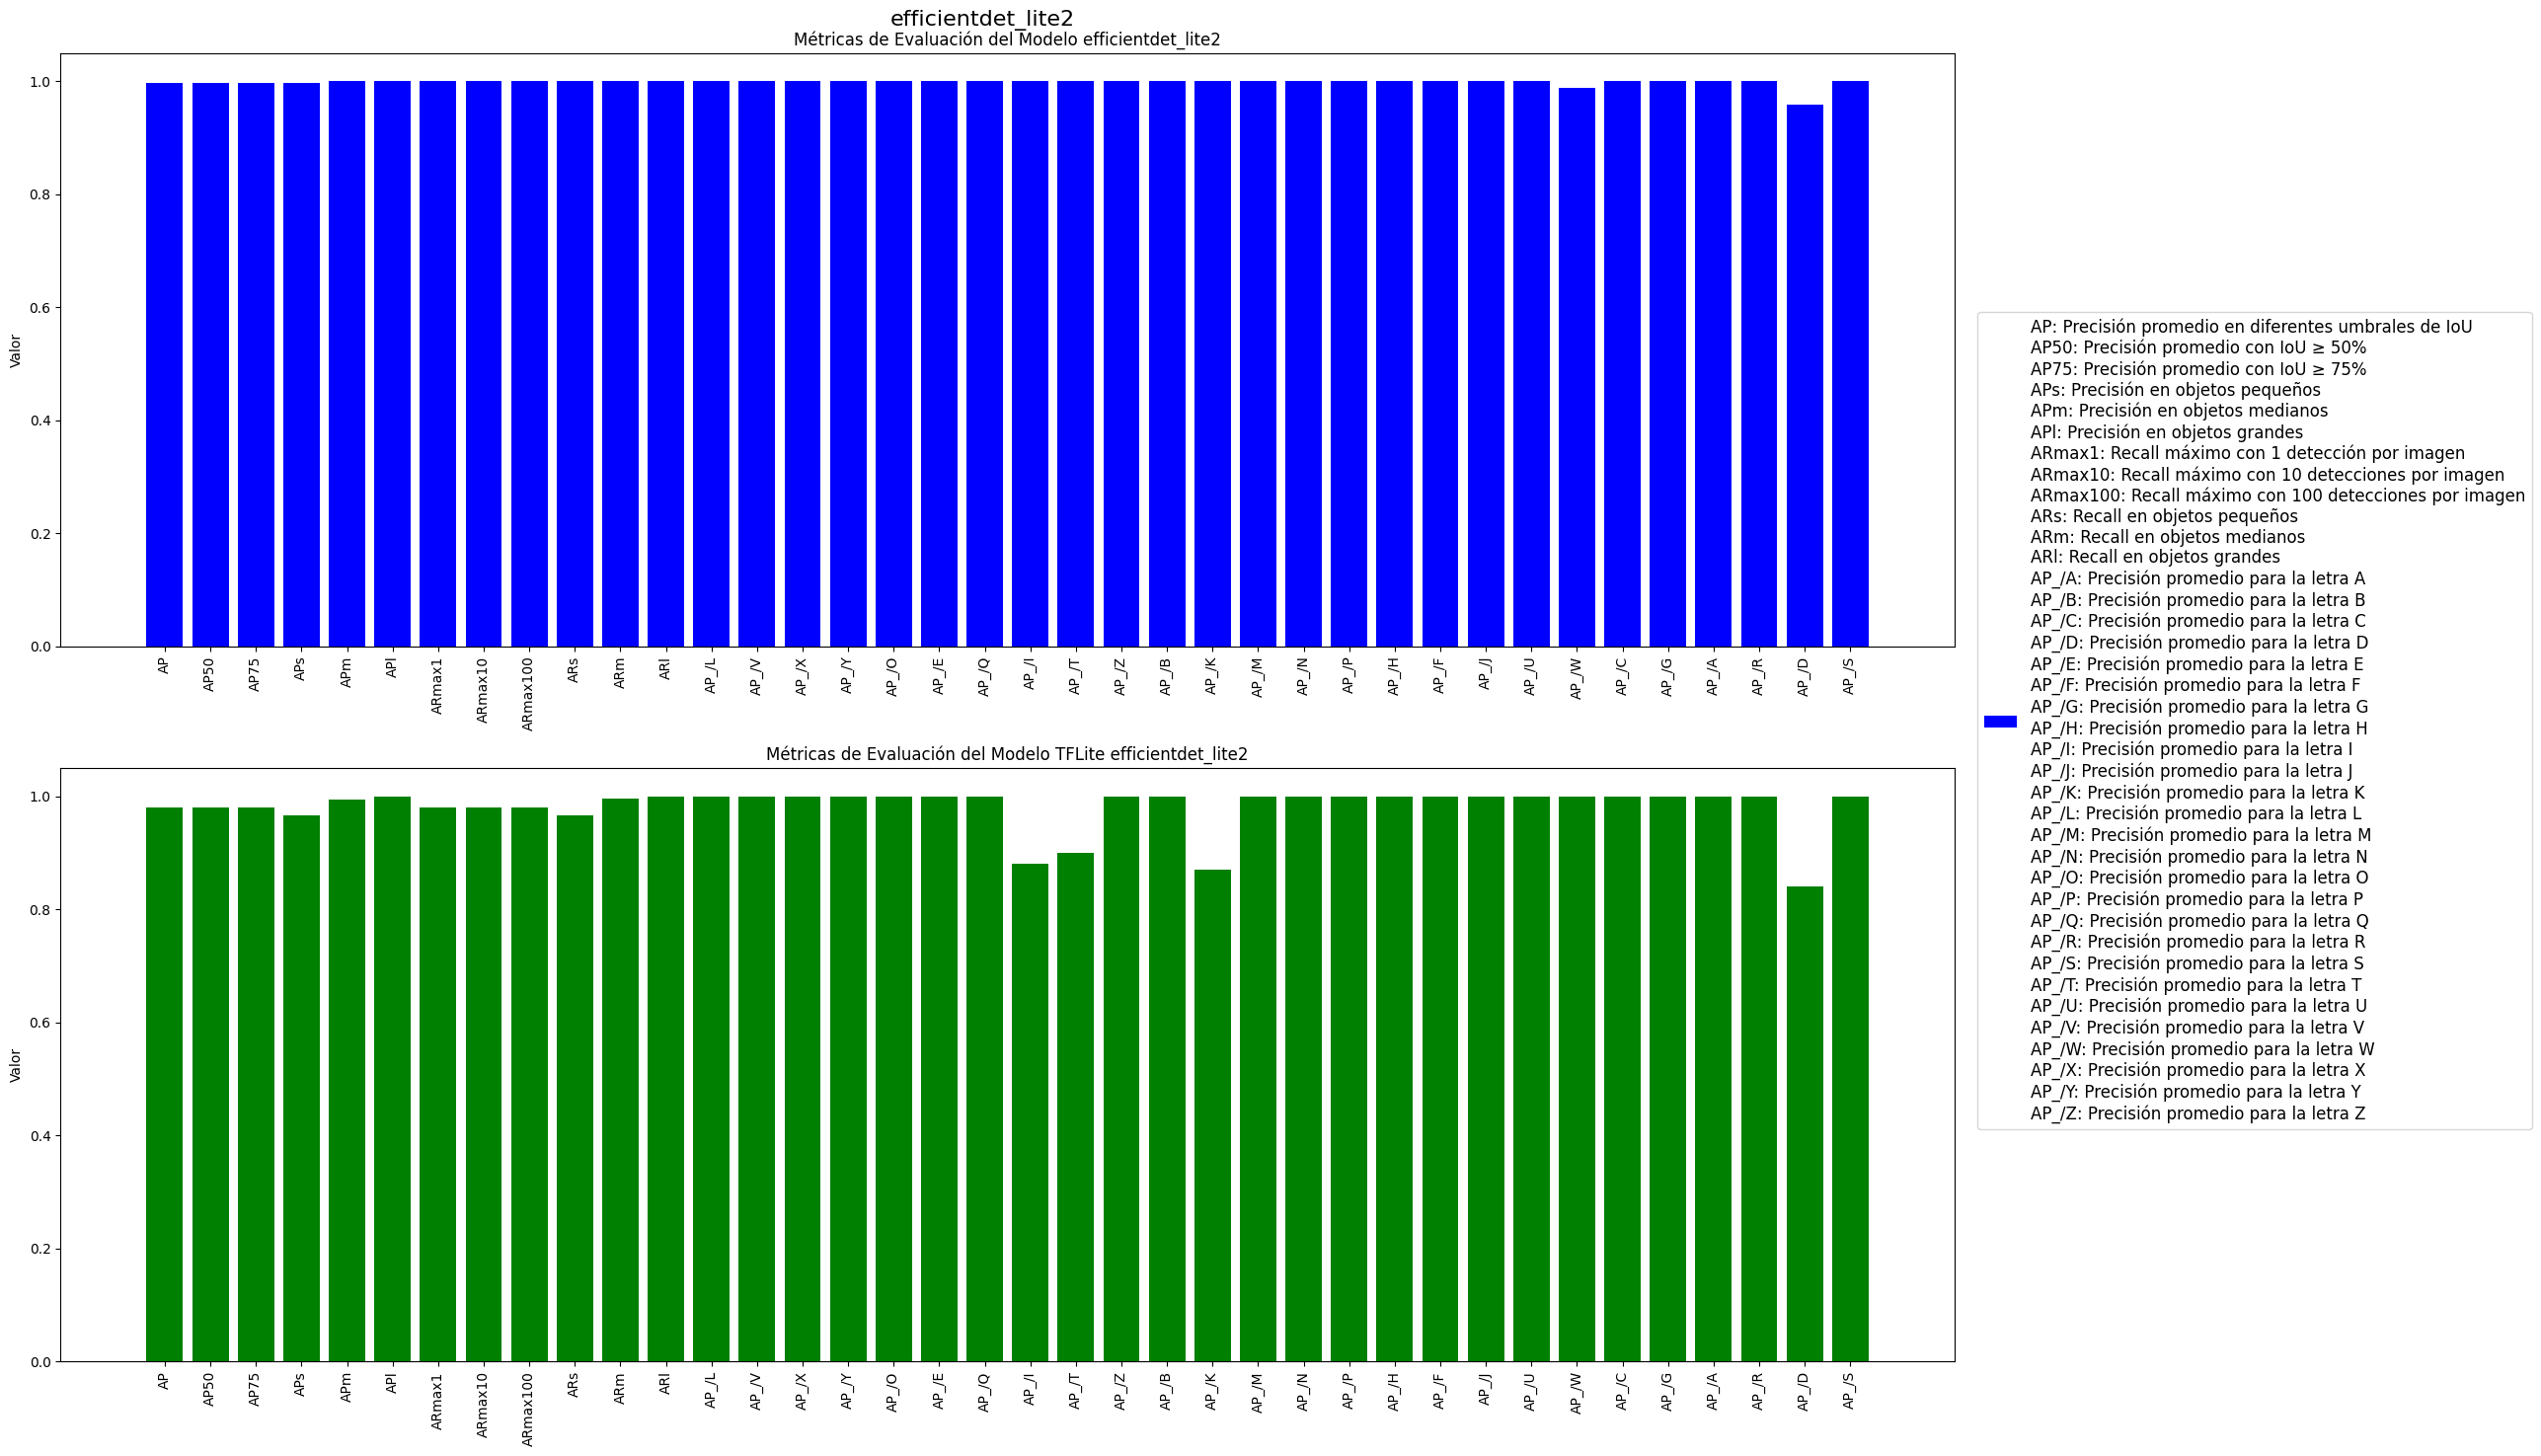 efficientdet_lite2
Métricas de Evaluación del Modelo efficientdet_lite2
1.0
0.8
0.6
0.4
0.2
0.0
Valor
AP
AP50
AP75
APs
APm
APl
ARmax1
ARmax10
ARmax100
ARs
ARm
ARl
AP_/L
AP_/V
AP_/X
AP_/Y
AP_/O
AP_/E
AP_/Q
AP_/I
AP_/T
AP_/Z
AP_/B
AP_/K
AP_/M
AP_/N
AP_/P
AP_/H
AP_/F
AP_/J
AP_/U
AP_/W
AP_/C
AP_/G
AP_/A
AP_/R
AP_/D
AP_/S
Métricas de Evaluación del Modelo TFLite efficientdet_lite2
1.0
0.8
0.6
0.4
0.2
0.0
Valor
AP
AP50
AP75
APs
APm
APl
ARmax1
ARmax10
ARmax100
ARs
ARm
ARl
AP_/L
AP_/V
AP_/X
AP_/Y
AP_/O
AP_/E
AP_/Q
AP_/I
AP_/T
AP_/Z
AP_/B
AP_/K
AP_/M
AP_/N
AP_/P
AP_/H
AP_/F
AP_/J
AP_/U
AP_/W
AP_/C
AP_/G
AP_/A
AP_/R
AP_/D
AP_/S
AP: Precisión promedio en diferentes umbrales de IoU
AP50: Precisión promedio con IoU ≥ 50%
AP75: Precisión promedio con IoU ≥ 75%
APs: Precisión en objetos pequeños
APm: Precisión en objetos medianos
APl: Precisión en objetos grandes
ARmax1: Recall máximo con 1 detección por imagen
ARmax10: Recall máximo con 10 detecciones por imagen
ARmax100: Recall máximo con 100 detecciones por imagen
ARs: Recall en objetos pequeños
ARm: Recall en objetos medianos
ARl: Recall en objetos grandes
AP_/A: Precisión promedio para la letra A
AP_/B: Precisión promedio para la letra B
AP_/C: Precisión promedio para la letra C
AP_/D: Precisión promedio para la letra D
AP_/E: Precisión promedio para la letra E
AP_/F: Precisión promedio para la letra F
AP_/G: Precisión promedio para la letra G
AP_/H: Precisión promedio para la letra H
AP_/I: Precisión promedio para la letra I
AP_/J: Precisión promedio para la letra J
AP_/K: Precisión promedio para la letra K
AP_/L: Precisión promedio para la letra L
AP_/M: Precisión promedio para la letra M
AP_/N: Precisión promedio para la letra N
AP_/O: Precisión promedio para la letra O
AP_/P: Precisión promedio para la letra P
AP_/Q: Precisión promedio para la letra Q
AP_/R: Precisión promedio para la letra R
AP_/S: Precisión promedio para la letra S
AP_/T: Precisión promedio para la letra T
AP_/U: Precisión promedio para la letra U
AP_/V: Precisión promedio para la letra V
AP_/W: Precisión promedio para la letra W
AP_/X: Precisión promedio para la letra X
AP_/Y: Precisión promedio para la letra Y
AP_/Z: Precisión promedio para la letra Z